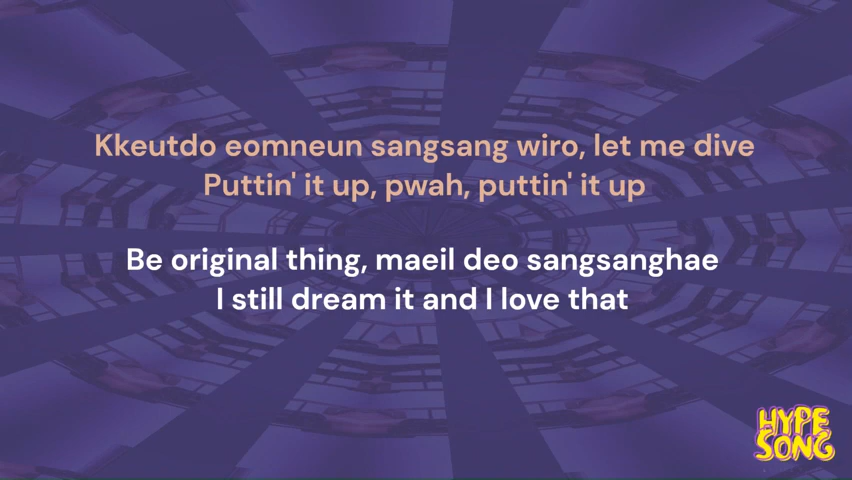 Kkeutdo eomneun sangsang wiro, let me dive
Puttin' it up, pwah, puttin' it up
Be original thing, maeil deo sangsanghae
I still dream it and I love that
HYPE
SONG